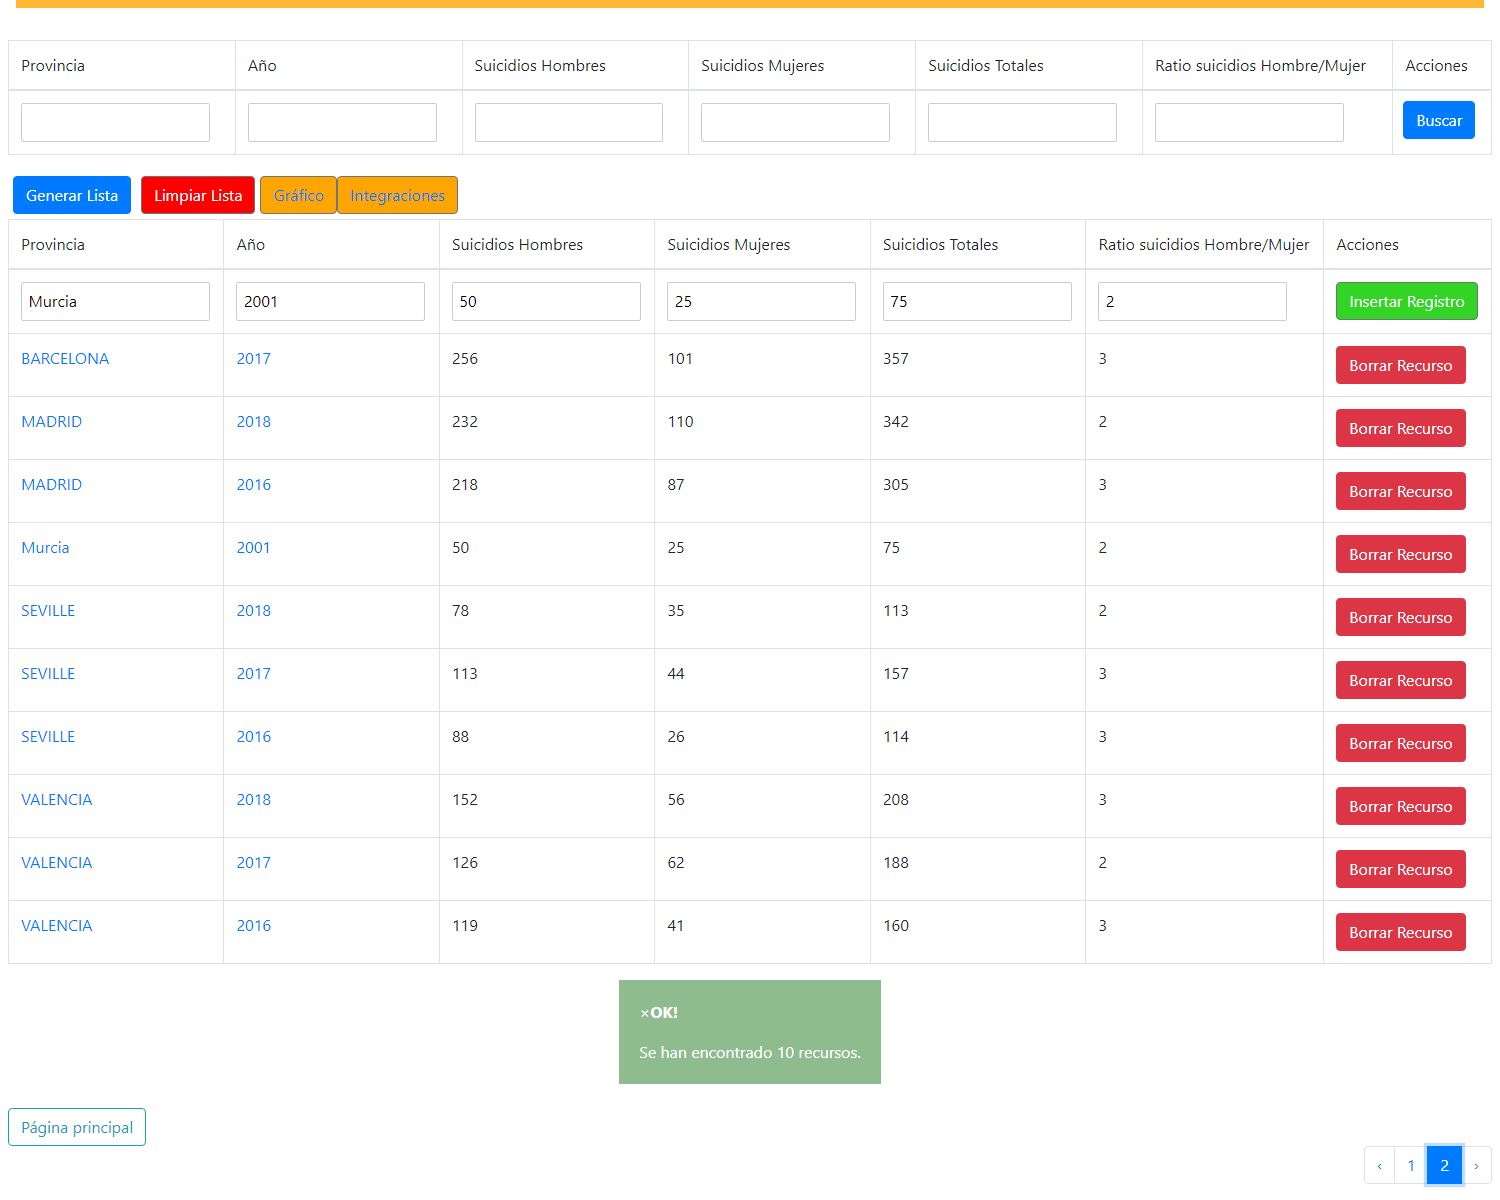 Provincia Año Suicidios Hombres Suicidios Mujeres Suicidios Totales Ratio suicidios Hombre/Mujer Acciones
Buscar
Generar Lista Limpiar Lista Gráfico Integraciones
Provincia Año Suicidios Hombres Suicidios Mujeres Suicidios Totales Ratio suicidios Hombre/Mujer Acciones
Murcia 2001 50 25 75 2 Insertar Registro
BARCELONA 2017 256 101 357 3 Borrar Recurso
MADRID 2018 232 110 342 2 Borrar Recurso
MADRID 2016 218 87 305 3 Borrar Recurso
Murcia 2001 50 25 75 2 Borrar Recurso
SEVILLE 2018 78 35 113 2 Borrar Recurso
SEVILLE 2017 113 44 157 3 Borrar Recurso
SEVILLE 2016 88 26 114 3 Borrar Recurso
VALENCIA 2018 152 56 208 3 Borrar Recurso
VALENCIA 2017 126 62 188 2 Borrar Recurso
VALENCIA 2016 119 41 160 3 Borrar Recurso
×OK!
Se han encontrado 10 recursos.
Página principal
‹ 1 2 ›